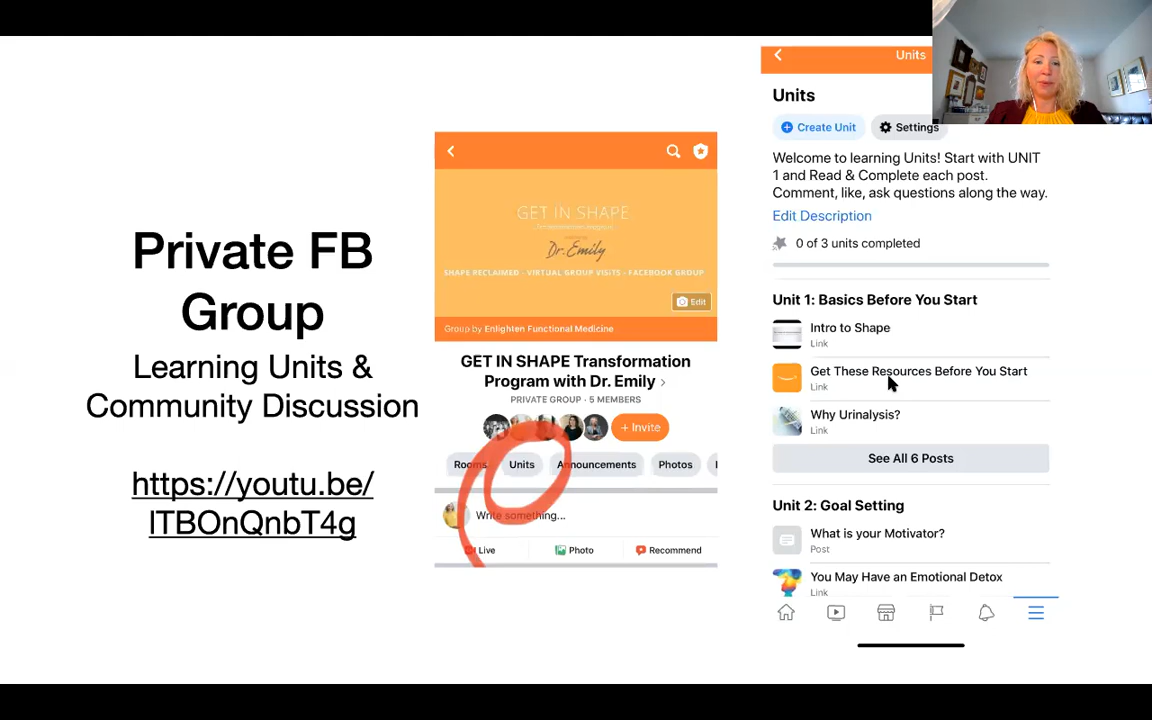 Private FB
Group
Learning Units &
Community Discussion
https://youtu.be/
lTBOnQnbT4g
GET IN SHAPE
Dr. Emily
SHAPE RECLAIMED · VIRTUAL GROUP VISITS · FACEBOOK GROUP
Edit
Group by Enlighten Functional Medicine
GET IN SHAPE Transformation
Program with Dr. Emily
PRIVATE GROUP · 5 MEMBERS
+ Invite
Rooms
Units
Announcements
Photos
Write something...
Live
Photo
Recommend
Units
Units
Create Unit
Settings
Welcome to learning Units! Start with UNIT
1 and Read & Complete each post.
Comment, like, ask questions along the way.
Edit Description
0 of 3 units completed
Unit 1: Basics Before You Start
Intro to Shape
Link
Get These Resources Before You Start
Link
Why Urinalysis?
Link
See All 6 Posts
Unit 2: Goal Setting
What is your Motivator?
Post
You May Have an Emotional Detox
Link